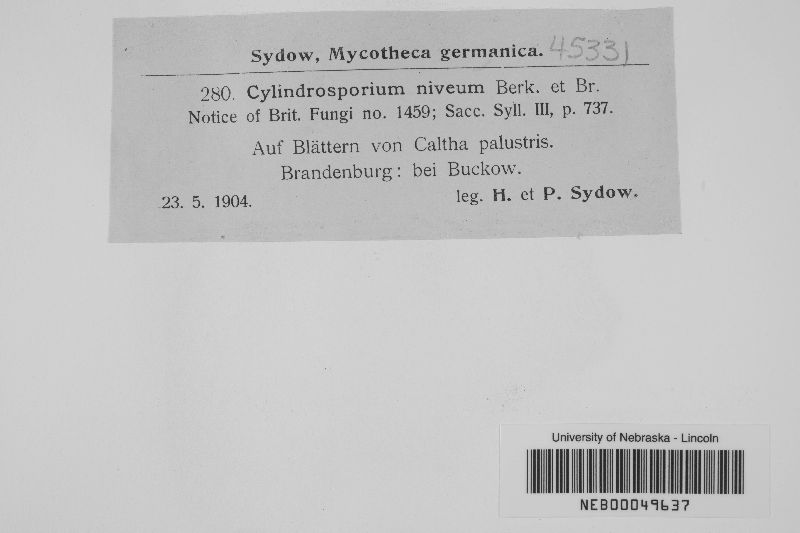 Sydow, Mycotheca germanica. 45331
280. Cylindrosporium niveum Berk. et Br.
Notice of Brit. Fungi no. 1459; Sacc. Syll. III, p. 737.
Auf Blättern von Caltha palustris.
Brandenburg: bei Buckow.
23. 5. 1904. leg. H. et P. Sydow.
University of Nebraska - Lincoln
NEB00049637